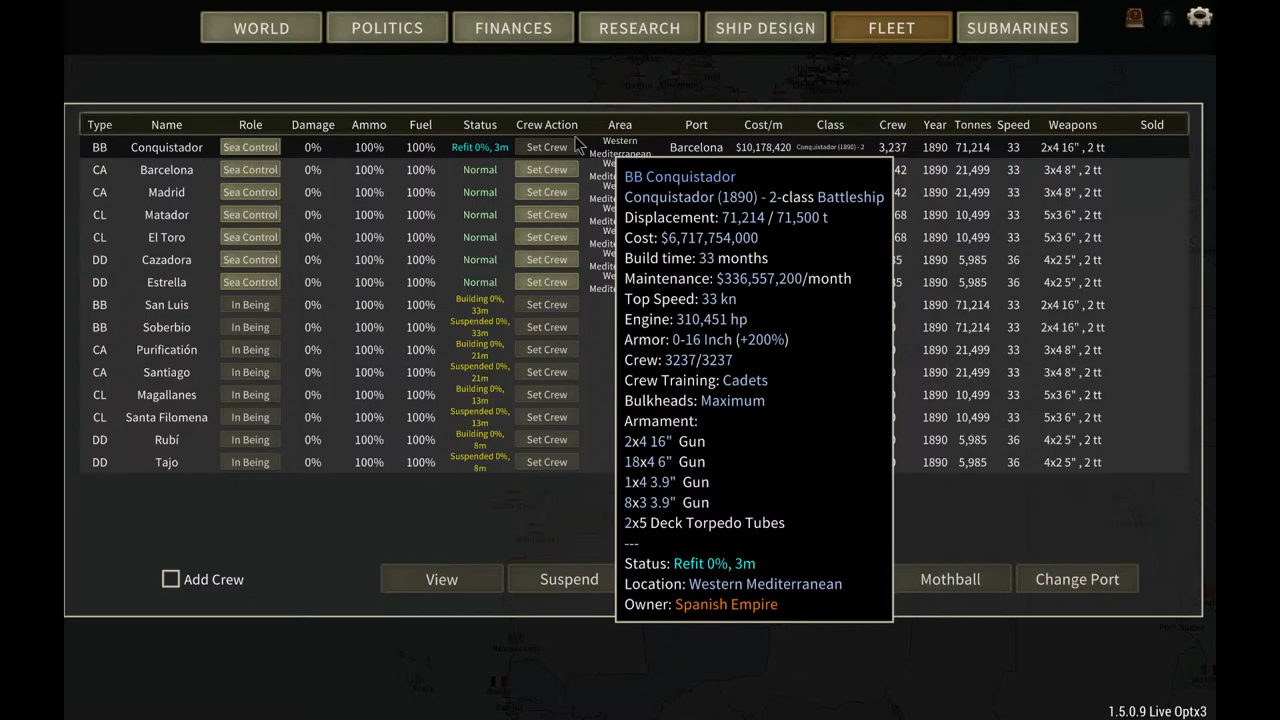 WORLD POLITICS FINANCES RESEARCH SHIP DESIGN FLEET SUBMARINES
Type Name Role Damage Ammo Fuel Status Crew Action Area Port Cost/m Class Crew Year Tonnes Speed Weapons Sold
BB Conquistador Sea Control 0% 100% 100% Refit 0%, 3m Set Crew Western Mediterranean Barcelona $10,178,420 Conquistador (1890) - 2 3,237 1890 71,214 33 2x4 16" , 2 tt
CA Barcelona Sea Control 0% 100% 100% Normal Set Crew We Medite 42 1890 21,499 33 3x4 8" , 2 tt
CA Madrid Sea Control 0% 100% 100% Normal Set Crew We Medite 42 1890 21,499 33 3x4 8" , 2 tt
CL Matador Sea Control 0% 100% 100% Normal Set Crew We Medite 68 1890 10,499 33 5x3 6" , 2 tt
CL El Toro Sea Control 0% 100% 100% Normal Set Crew We Medite 68 1890 10,499 33 5x3 6" , 2 tt
DD Cazadora Sea Control 0% 100% 100% Normal Set Crew We Medite 1890 5,985 36 4x2 5" , 2 tt
DD Estrella Sea Control 0% 100% 100% Normal Set Crew We Medite 1890 5,985 36 4x2 5" , 2 tt
BB San Luis In Being 0% 100% 100% Building 0%, 33m Set Crew 1890 71,214 33 2x4 16" , 2 tt
BB Soberbio In Being 0% 100% 100% Suspended 0%, 33m Set Crew 1890 71,214 33 2x4 16" , 2 tt
CA Purificatión In Being 0% 100% 100% Building 0%, 21m Set Crew 1890 21,499 33 3x4 8" , 2 tt
CA Santiago In Being 0% 100% 100% Suspended 0%, 21m Set Crew 1890 21,499 33 3x4 8" , 2 tt
CL Magallanes In Being 0% 100% 100% Building 0%, 13m Set Crew 1890 10,499 33 5x3 6" , 2 tt
CL Santa Filomena In Being 0% 100% 100% Suspended 0%, 13m Set Crew 1890 10,499 33 5x3 6" , 2 tt
DD Rubí In Being 0% 100% 100% Building 0%, 8m Set Crew 1890 5,985 36 4x2 5" , 2 tt
DD Tajo In Being 0% 100% 100% Suspended 0%, 8m Set Crew 1890 5,985 36 4x2 5" , 2 tt
BB Conquistador
Conquistador (1890) - 2-class Battleship
Displacement: 71,214 / 71,500 t
Cost: $6,717,754,000
Build time: 33 months
Maintenance: $336,557,200/month
Top Speed: 33 kn
Engine: 310,451 hp
Armor: 0-16 Inch (+200%)
Crew: 3237/3237
Crew Training: Cadets
Bulkheads: Maximum
Armament:
2x4 16" Gun
18x4 6" Gun
1x4 3.9" Gun
8x3 3.9" Gun
2x5 Deck Torpedo Tubes
---
Status: Refit 0%, 3m
Location: Western Mediterranean
Owner: Spanish Empire
Add Crew View Suspend Mothball Change Port
1.5.0.9 Live Optx3